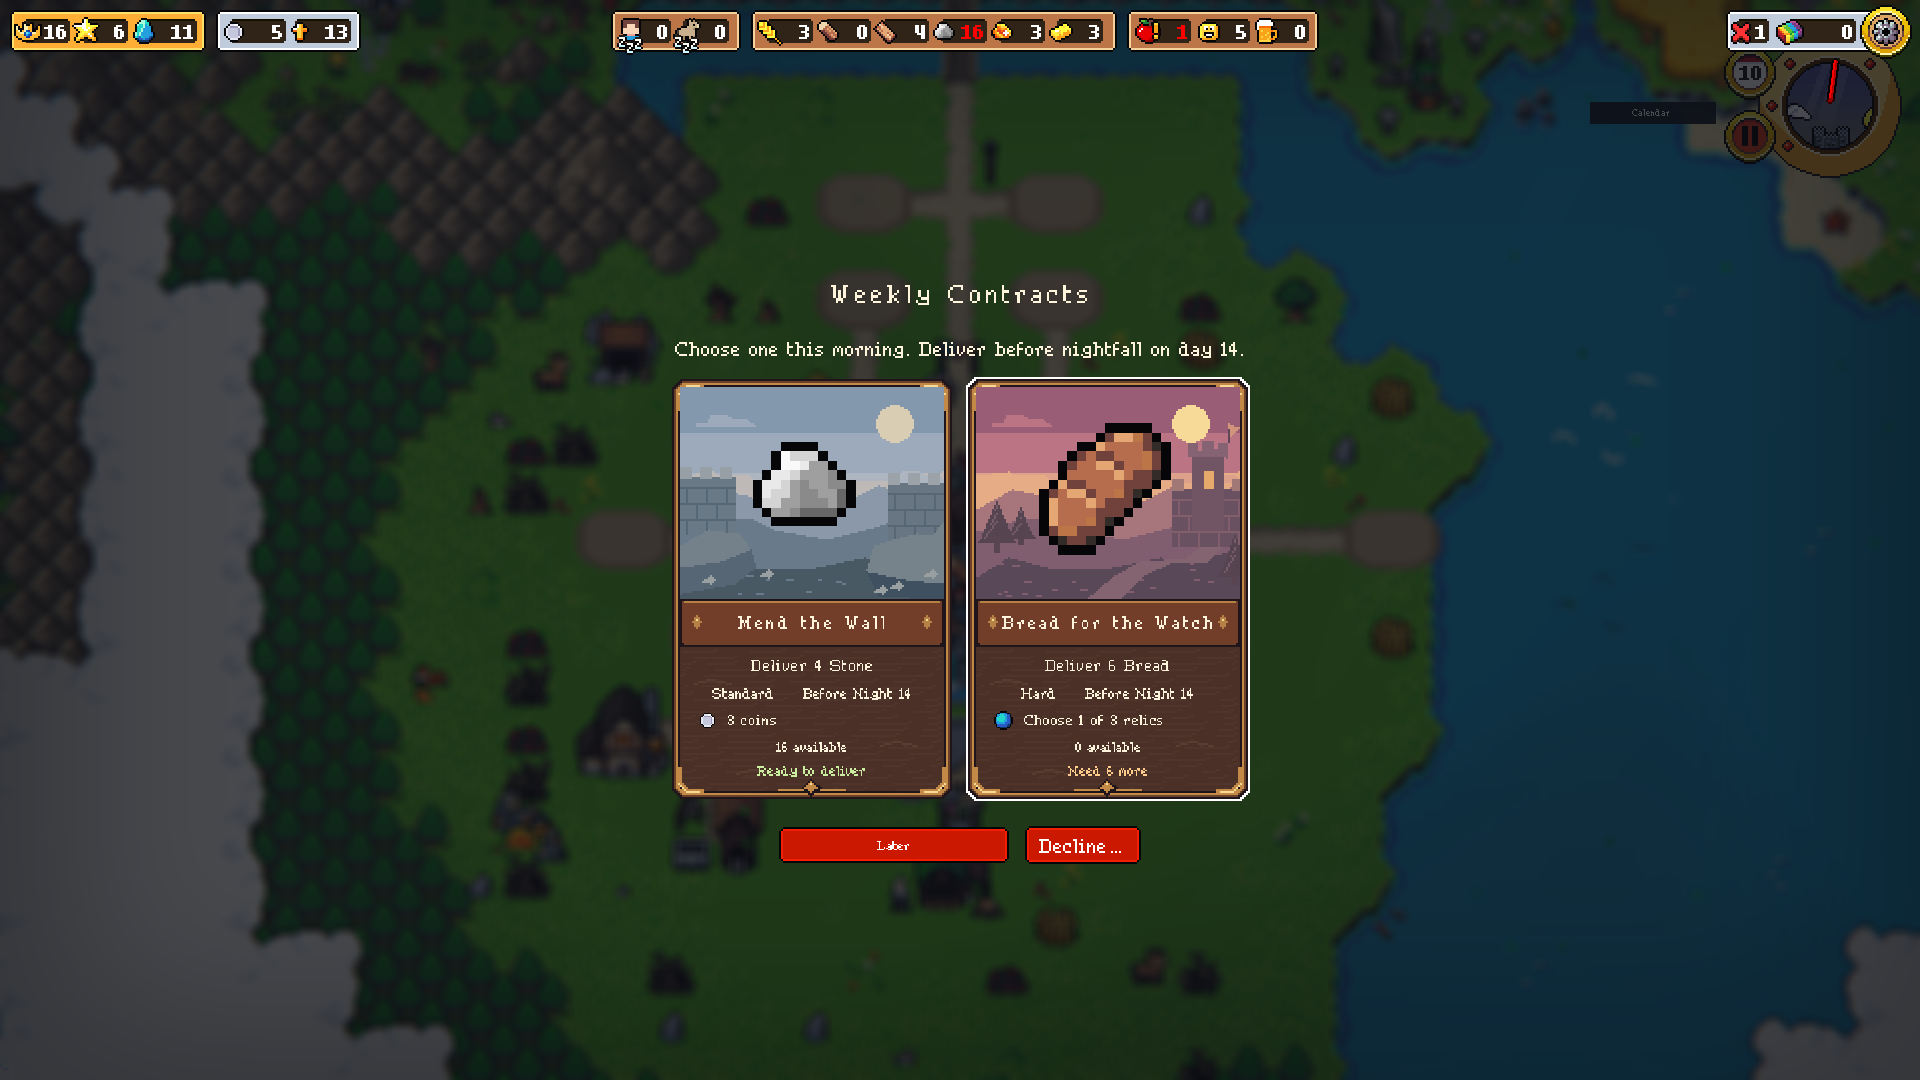 16 6 11 5 13 0 0 3 0 4 16 3 3 1 5 0 1 0
10
Calendar
Weekly Contracts
Choose one this morning. Deliver before nightfall on day 14.
Mend the Wall
Deliver 4 Stone
Standard Before Night 14
3 coins
16 available
Ready to deliver
Bread for the Watch
Deliver 6 Bread
Hard Before Night 14
Choose 1 of 3 relics
0 available
Need 6 more
Later
Decline ...